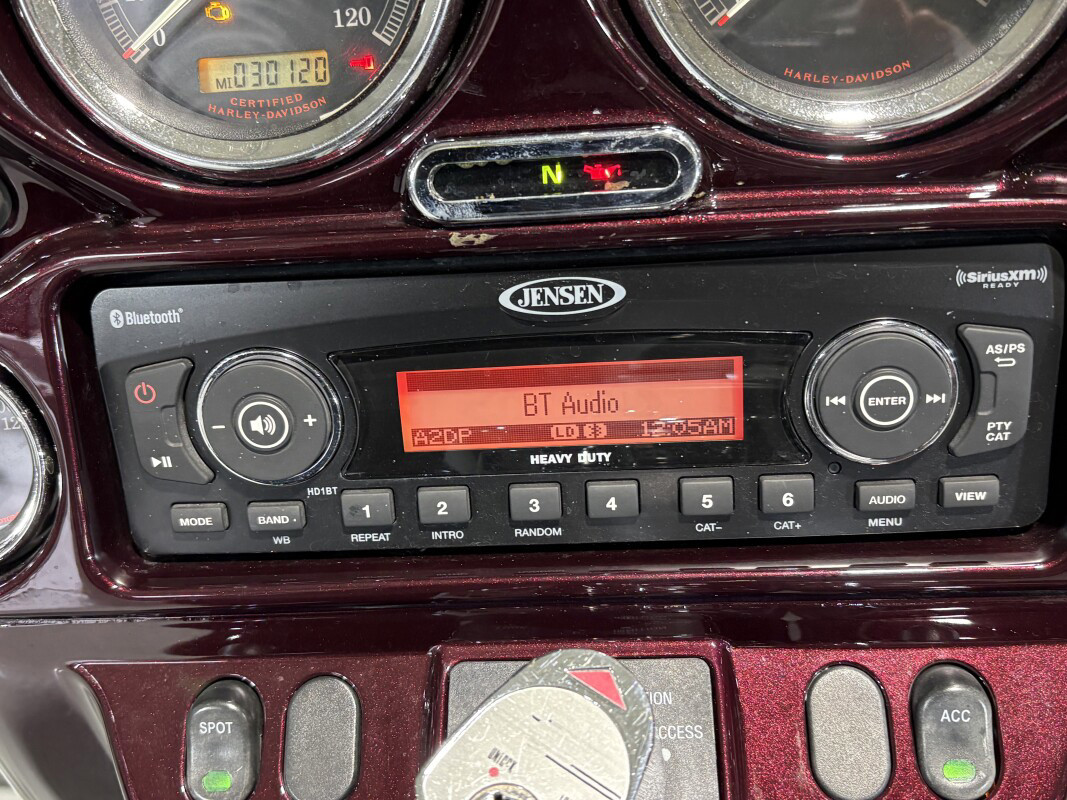 120
0
MI 030120
CERTIFIED
HARLEY-DAVIDSON
HARLEY-DAVIDSON
N
JENSEN
Bluetooth®
SiriusXM
READY
AS/PS
- +
ENTER
BT Audio
A2DP LD 12:05AM
PTY
CAT
HEAVY DUTY
HD1BT
MODE
BAND
WB
1
REPEAT
2
INTRO
3
RANDOM
4
5
CAT-
6
CAT+
AUDIO
MENU
VIEW
SPOT
ACC